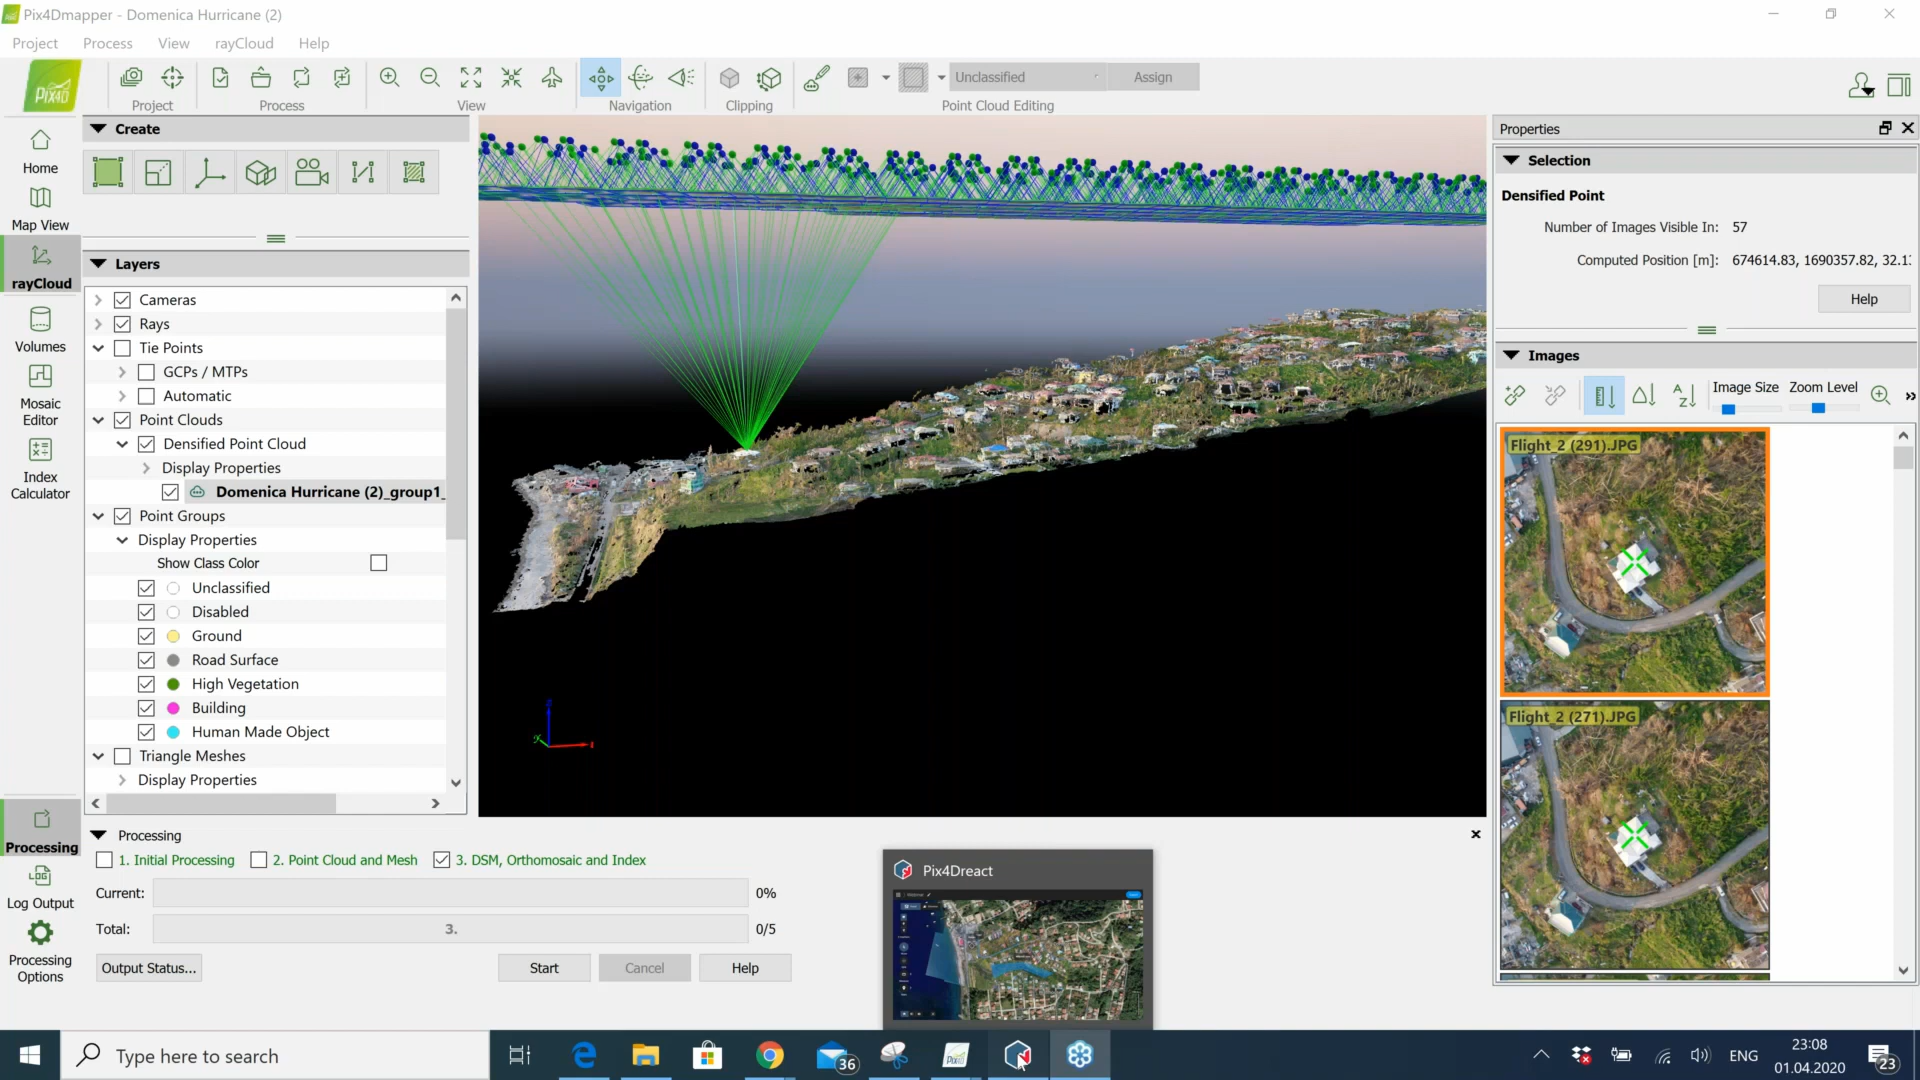 Pix4Dmapper - Domenica Hurricane (2)
Project Process View rayCloud Help
PIX4D
Unclassified
Assign
Project Process View Navigation Clipping Point Cloud Editing
Create
Home
Map View
rayCloud
Volumes
Mosaic
Editor
Index
Calculator
Layers
Cameras
Rays
Tie Points
GCPs / MTPs
Automatic
Point Clouds
Densified Point Cloud
Display Properties
Domenica Hurricane (2)_group1_
Point Groups
Display Properties
Show Class Color
Unclassified
Disabled
Ground
Road Surface
High Vegetation
Building
Human Made Object
Triangle Meshes
Display Properties
Properties
Selection
Densified Point
Number of Images Visible In: 57
Computed Position [m]: 674614.83, 1690357.82, 32.1
Help
Images
Image Size Zoom Level
Flight_2 (291).JPG
Flight_2 (271).JPG
Processing
LOG
Log Output
Processing
Options
Processing
1. Initial Processing 2. Point Cloud and Mesh 3. DSM, Orthomosaic and Index
Current: 0%
Total: 3. 0/5
Output Status... Start Cancel Help
Pix4Dreact
Type here to search
36
ENG
23:08
01.04.2020
23